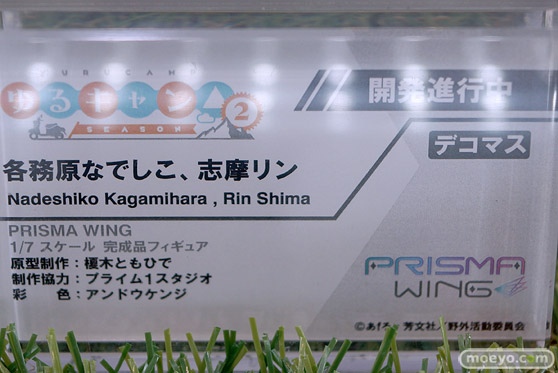 YURUCAMP
ゆるキャン△2
SEASON
開発進行中
デコマス
各務原なでしこ、志摩リン
Nadeshiko Kagamihara , Rin Shima
PRISMA WING
1/7 スケール 完成品フィギュア
原型制作：榎木ともひで
制作協力：プライム1スタジオ
彩　　色：アンドウケンジ
PRISMA
WING
©あfろ・芳文社/野外活動委員会
moeyo.com